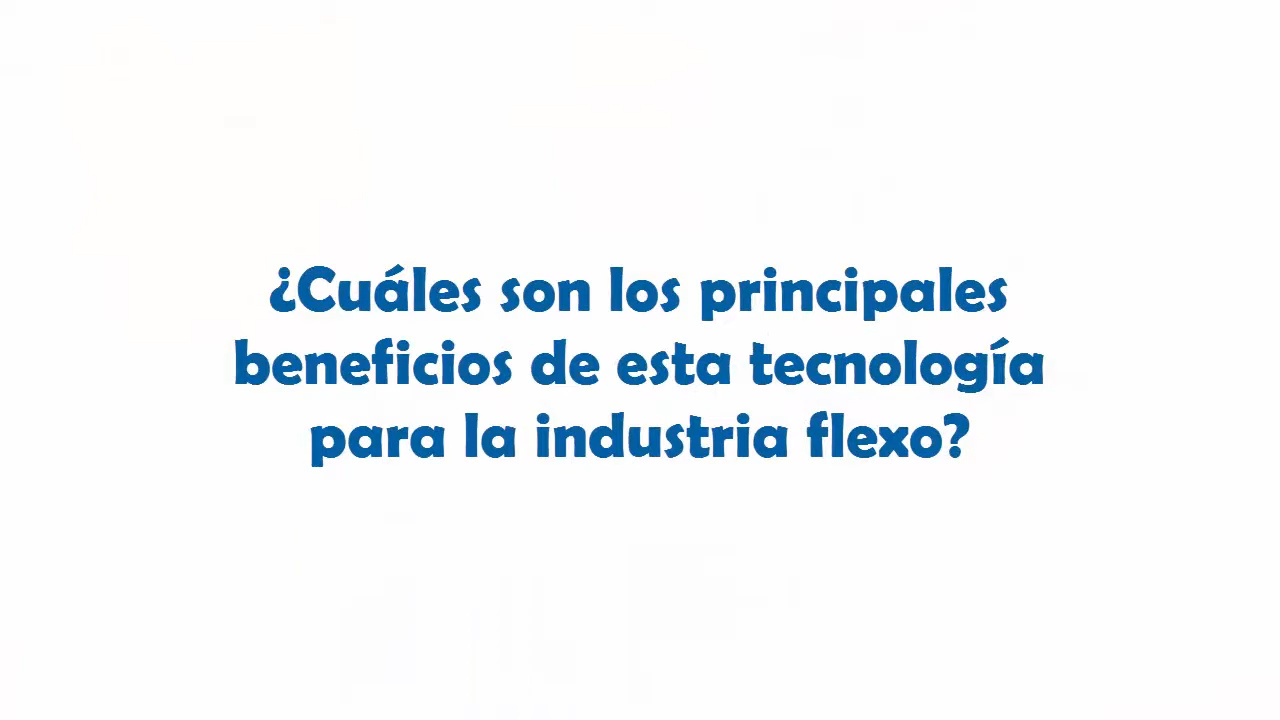 ¿Cuáles son los principales
beneficios de esta tecnología
para la industria flexo?